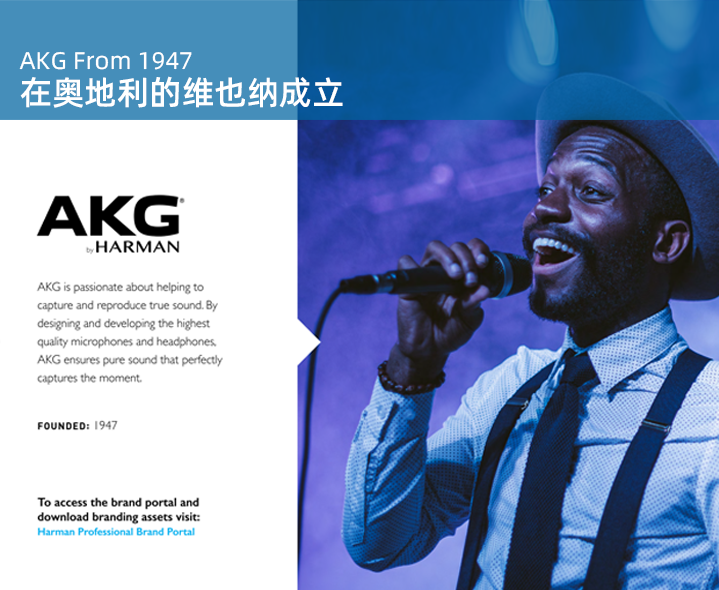 AKG From 1947
在奥地利的维也纳成立
AKG®
by HARMAN
AKG is passionate about helping to
capture and reproduce true sound. By
designing and developing the highest
quality microphones and headphones,
AKG ensures pure sound that perfectly
captures the moment.
FOUNDED: 1947
To access the brand portal and
download branding assets visit:
Harman Professional Brand Portal